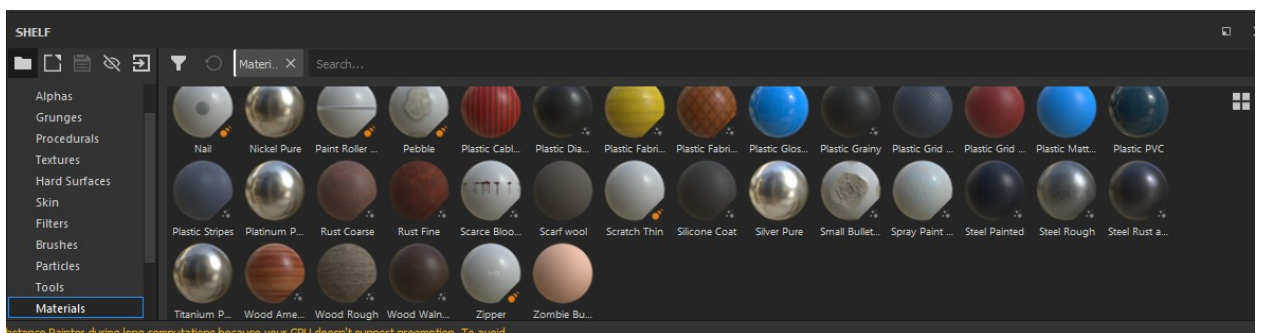 SHELF
Materi.. ×
Search...
Alphas
Grunges
Procedurals
Textures
Hard Surfaces
Skin
Filters
Brushes
Particles
Tools
Materials
Nail Nickel Pure Paint Roller ... Pebble Plastic Cabl... Plastic Dia... Plastic Fabri... Plastic Fabri... Plastic Glos... Plastic Grainy Plastic Grid ... Plastic Grid ... Plastic Matt... Plastic PVC
Plastic Stripes Platinum P... Rust Coarse Rust Fine Scarce Bloo... Scarf wool Scratch Thin Silicone Coat Silver Pure Small Bullet... Spray Paint ... Steel Painted Steel Rough Steel Rust a...
Titanium P... Wood Ame... Wood Rough Wood Waln... Zipper Zombie Bu...
Painter during long computations because your CPU doesn't support preemption. To avoid